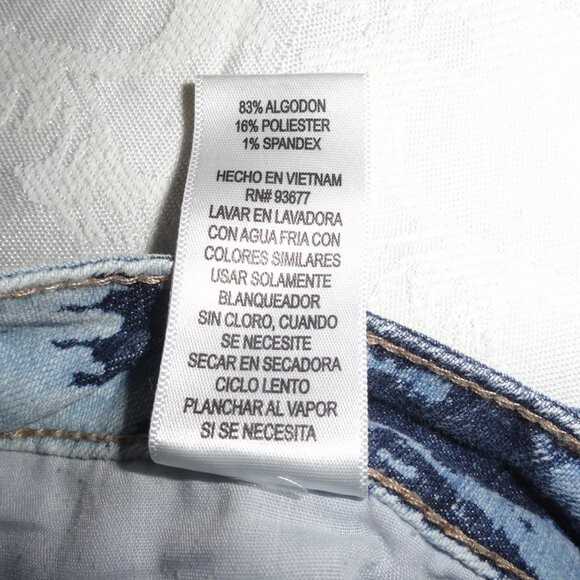 83% ALGODON
16% POLIESTER
1% SPANDEX
HECHO EN VIETNAM
RN# 93677
LAVAR EN LAVADORA
CON AGUA FRIA CON
COLORES SIMILARES
USAR SOLAMENTE
BLANQUEADOR
SIN CLORO, CUANDO
SE NECESITE
SECAR EN SECADORA
CICLO LENTO
PLANCHAR AL VAPOR
SI SE NECESITA